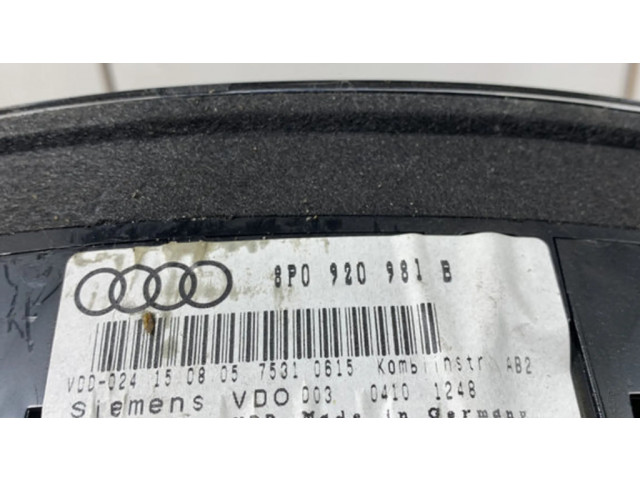 8P0 920 981 B
VDD-024 15 08 05 7531 0615 Kombiinstr. AB2
Siemens VDO 003 0410 1248
Made in Germany